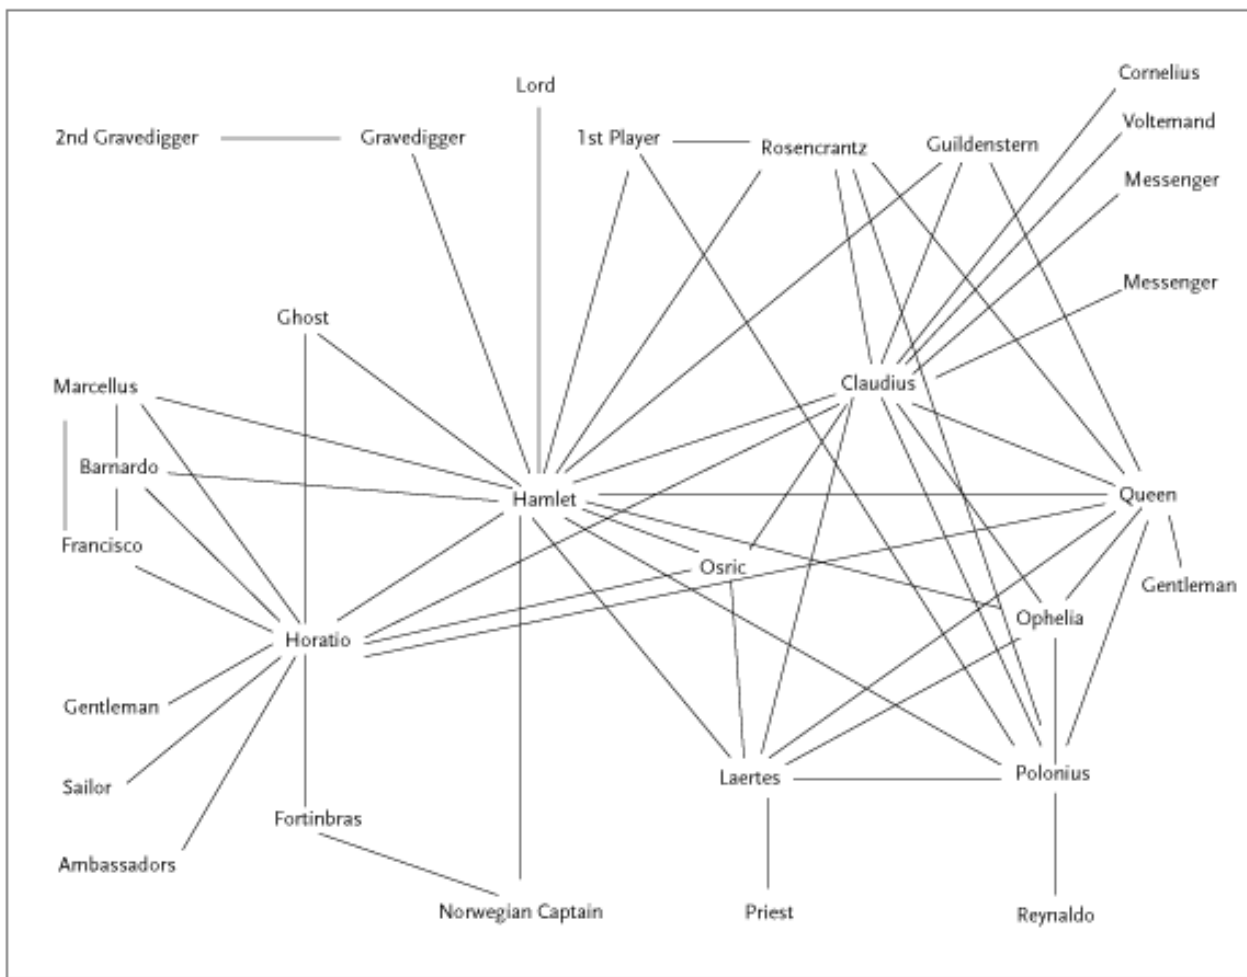 Cornelius
Lord
Voltemand
2nd Gravedigger
Gravedigger
1st Player
Rosencrantz
Guildenstern
Messenger
Messenger
Ghost
Marcellus
Claudius
Barnardo
Hamlet
Queen
Francisco
Osric
Gentleman
Ophelia
Horatio
Gentleman
Sailor
Laertes
Polonius
Fortinbras
Ambassadors
Norwegian Captain
Priest
Reynaldo